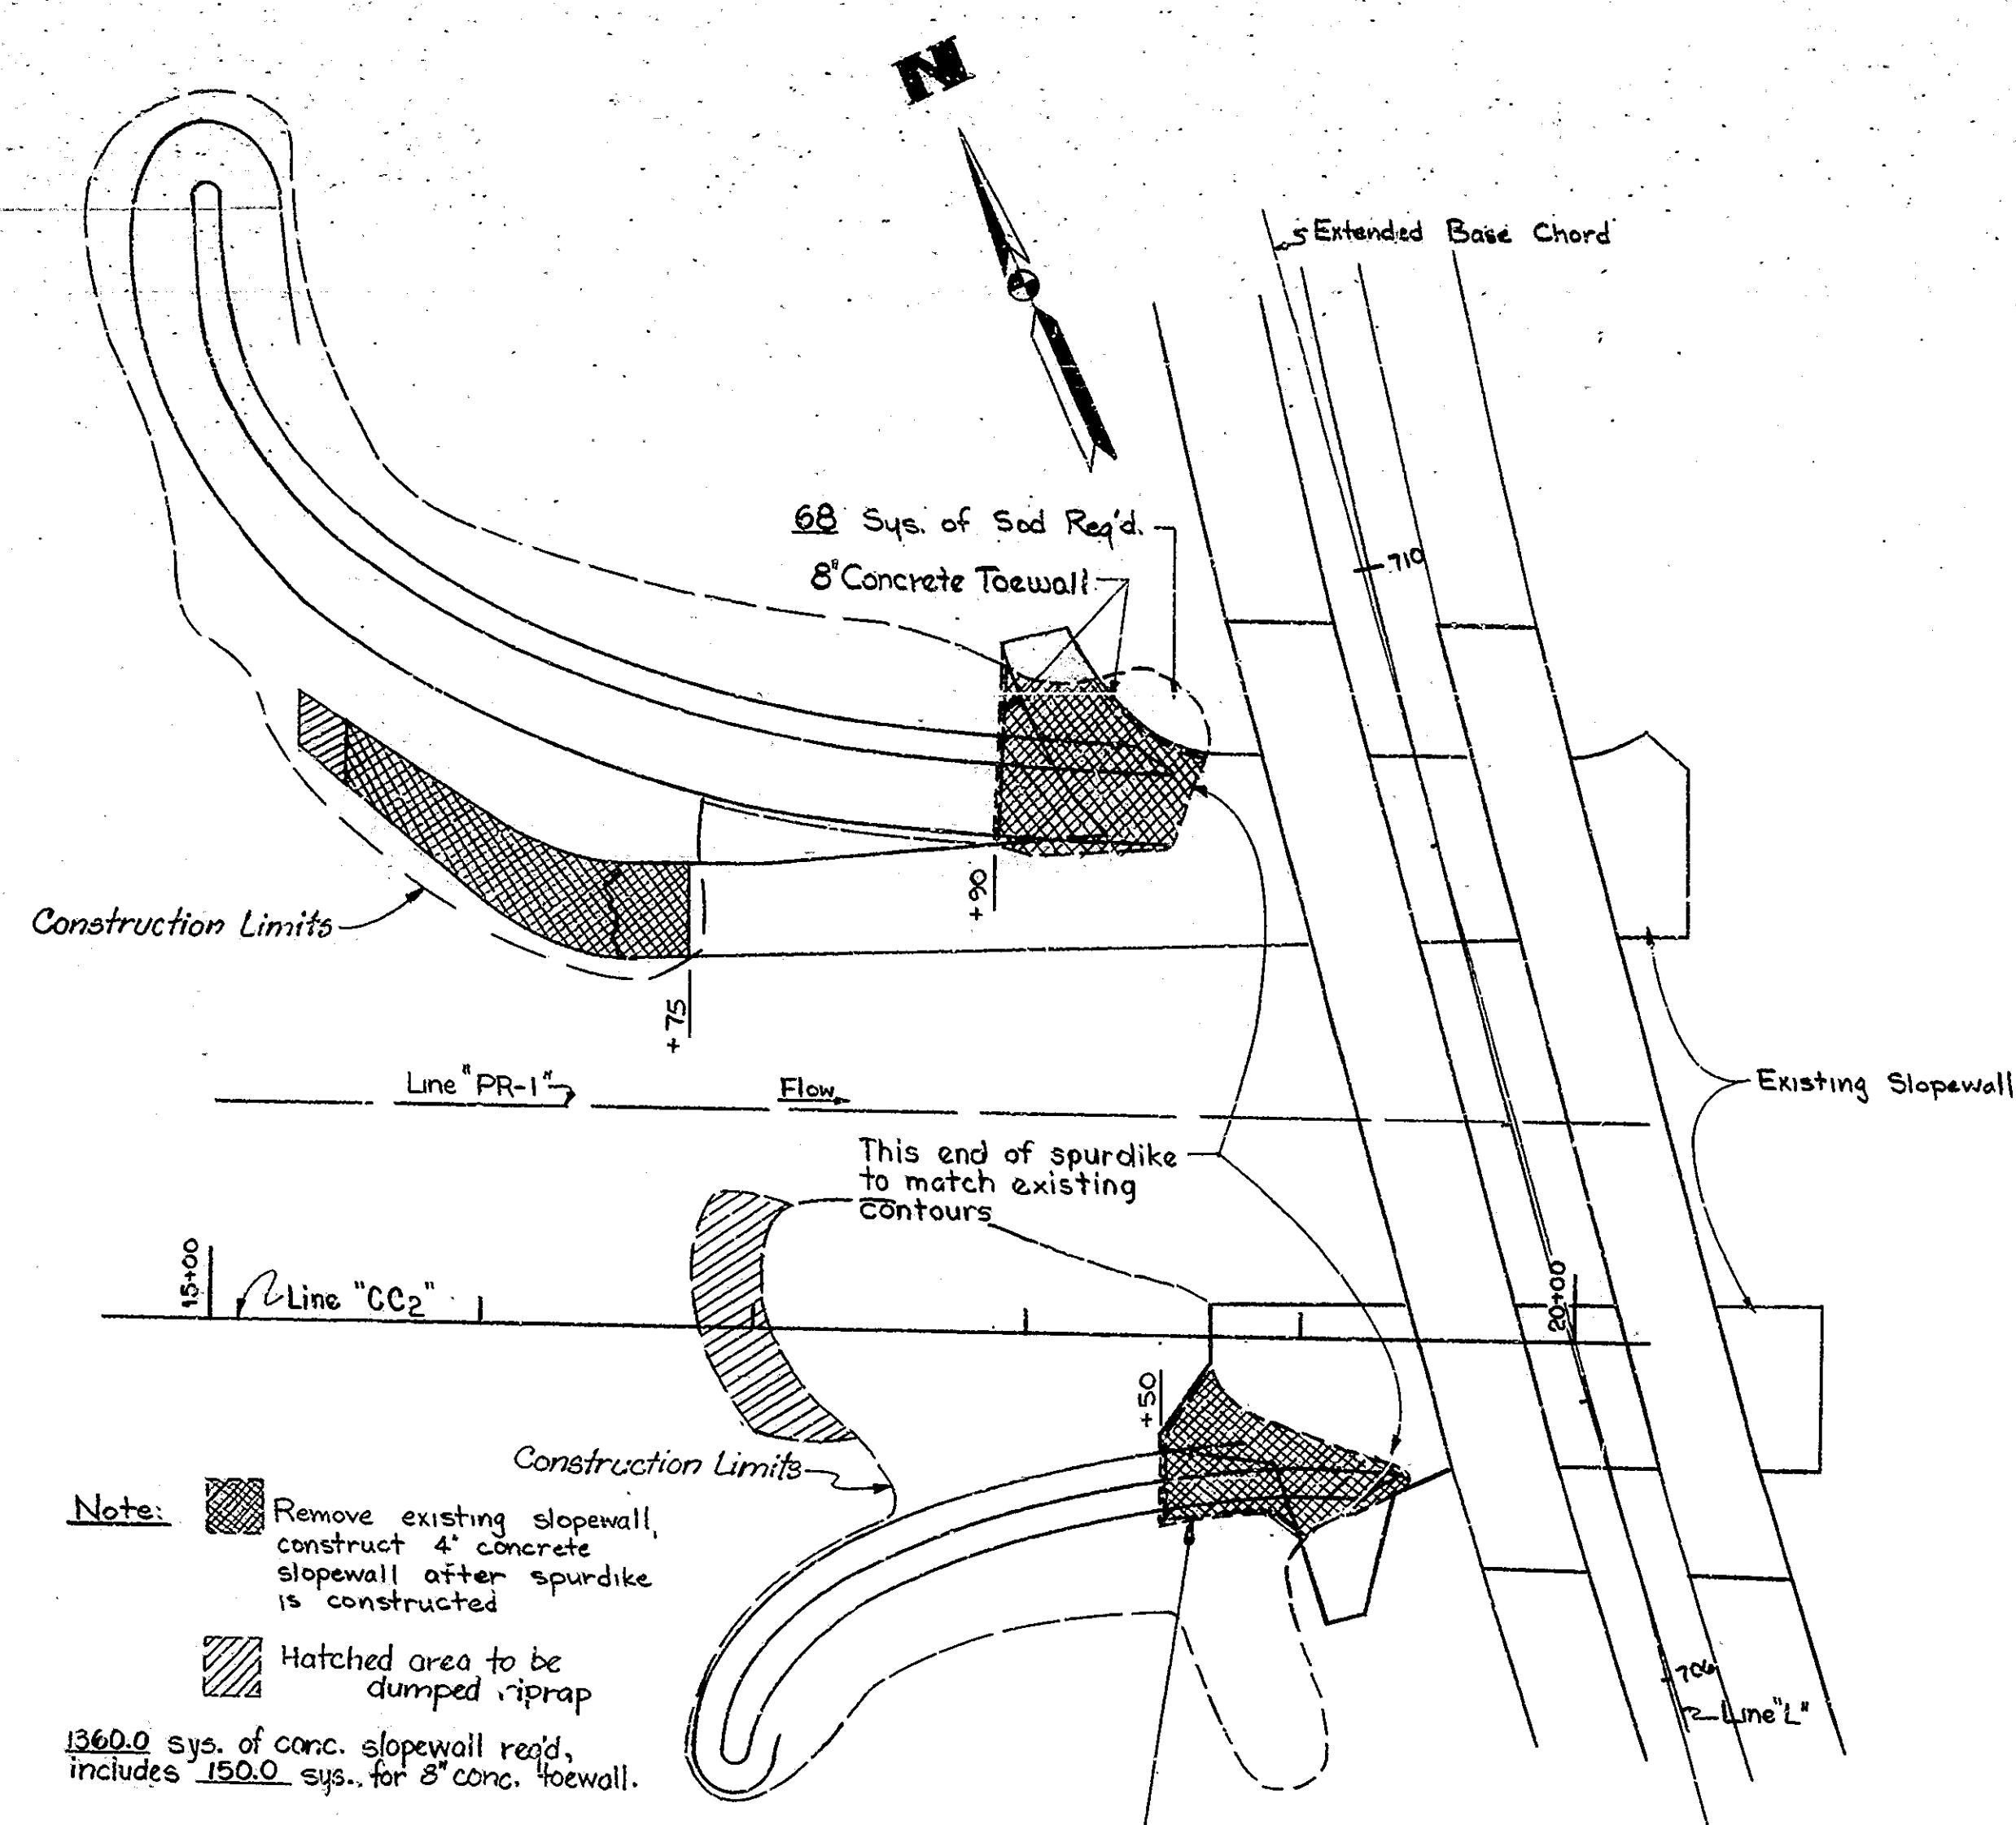 N
Extended Base Chord
68 Sys. of Sod Req'd.
8" Concrete Toewall
710
+90
Construction Limits
+75
Line "PR-1"
Flow
Existing Slopewall
This end of spurdike
to match existing
contours
15+00
Line "CC2"
20+00
+50
Construction Limits
Note:
Remove existing slopewall,
construct 4" concrete
slopewall after spurdike
is constructed
Hatched area to be
dumped riprap
706
Line "L"
1360.0 sys. of conc. slopewall req'd,
includes 150.0 sys. for 8" conc. toewall.